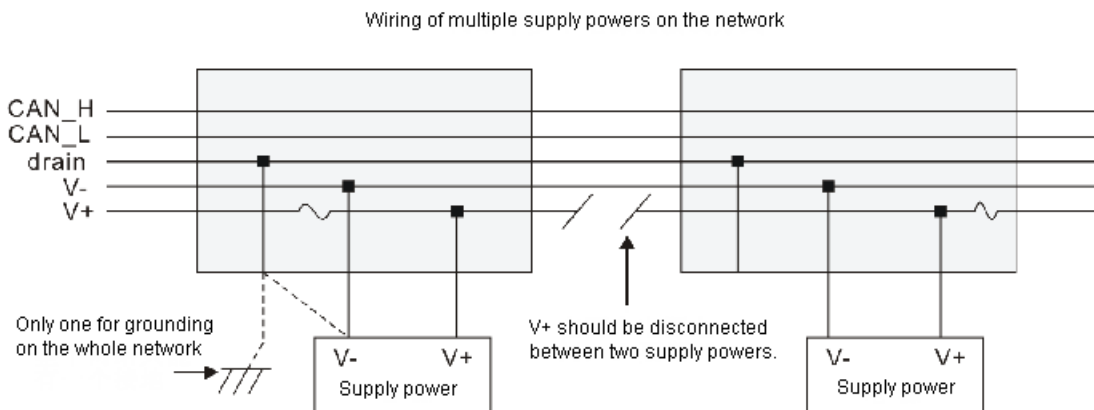 Wiring of multiple supply powers on the network
CAN_H
CAN_L
drain
V-
V+
Only one for grounding
on the whole network
V- V+
Supply power
V+ should be disconnected
between two supply powers.
V- V+
Supply power